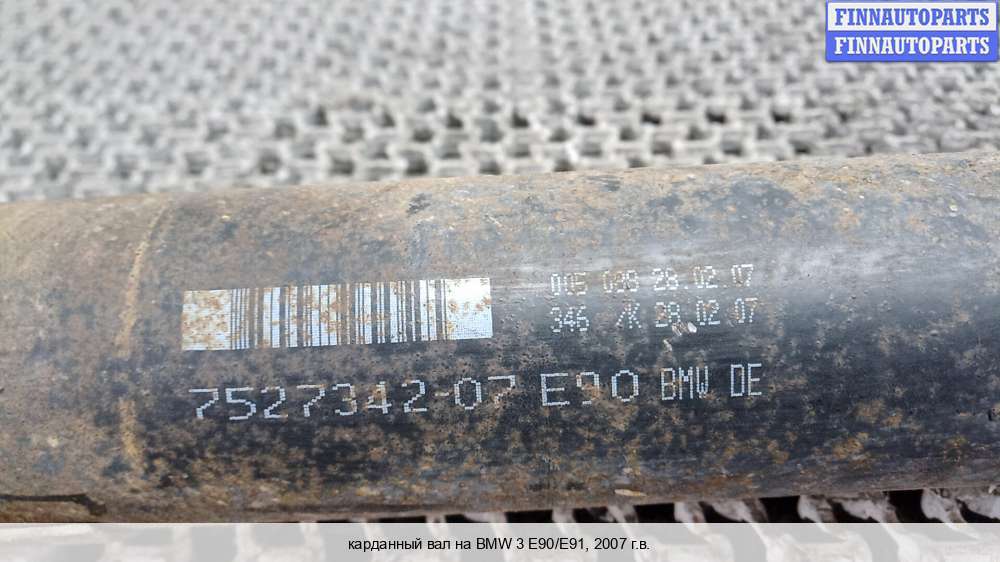 FINNAUTOPARTS
FINNAUTOPARTS
005 088 28.02.07
346 /K 28.02.07
7527342-07 E90 BMW DE
карданный вал на BMW 3 E90/E91, 2007 г.в.